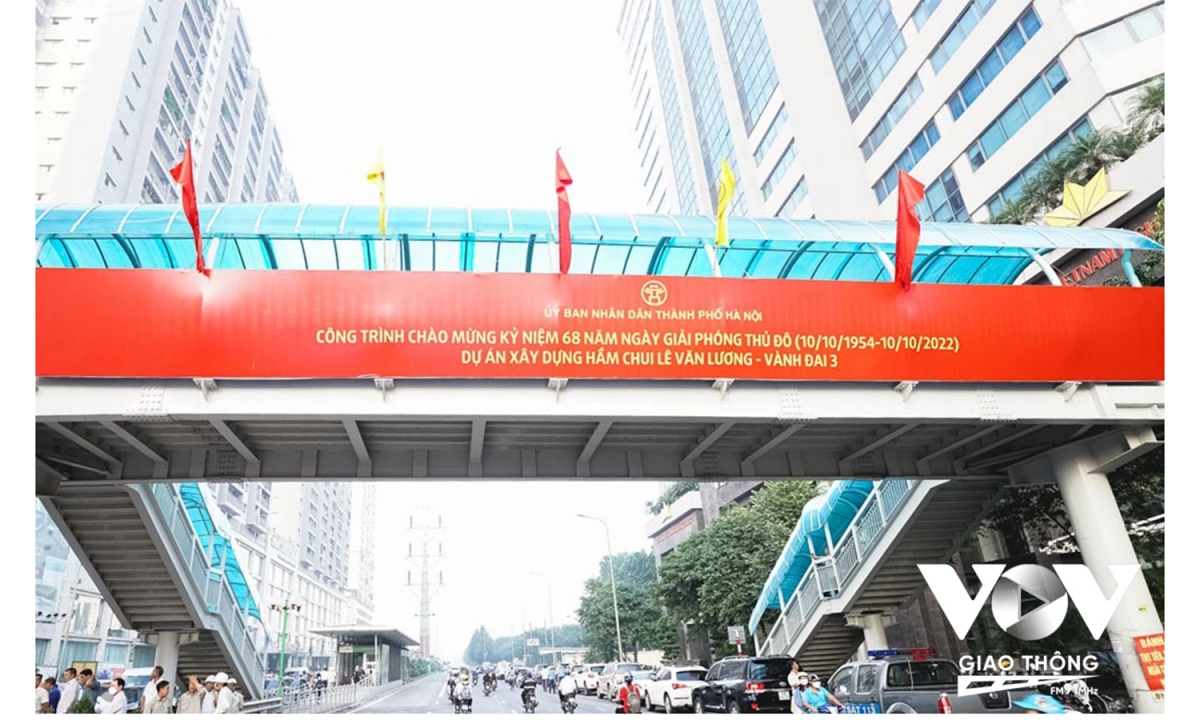 ỦY BAN NHÂN DÂN THÀNH PHỐ HÀ NỘI
CÔNG TRÌNH CHÀO MỪNG KỶ NIỆM 68 NĂM NGÀY GIẢI PHÓNG THỦ ĐÔ (10/10/1954-10/10/2022)
DỰ ÁN XÂY DỰNG HẦM CHUI LÊ VĂN LƯƠNG - VÀNH ĐAI 3
VOV
GIAO THÔNG
FM91MHz